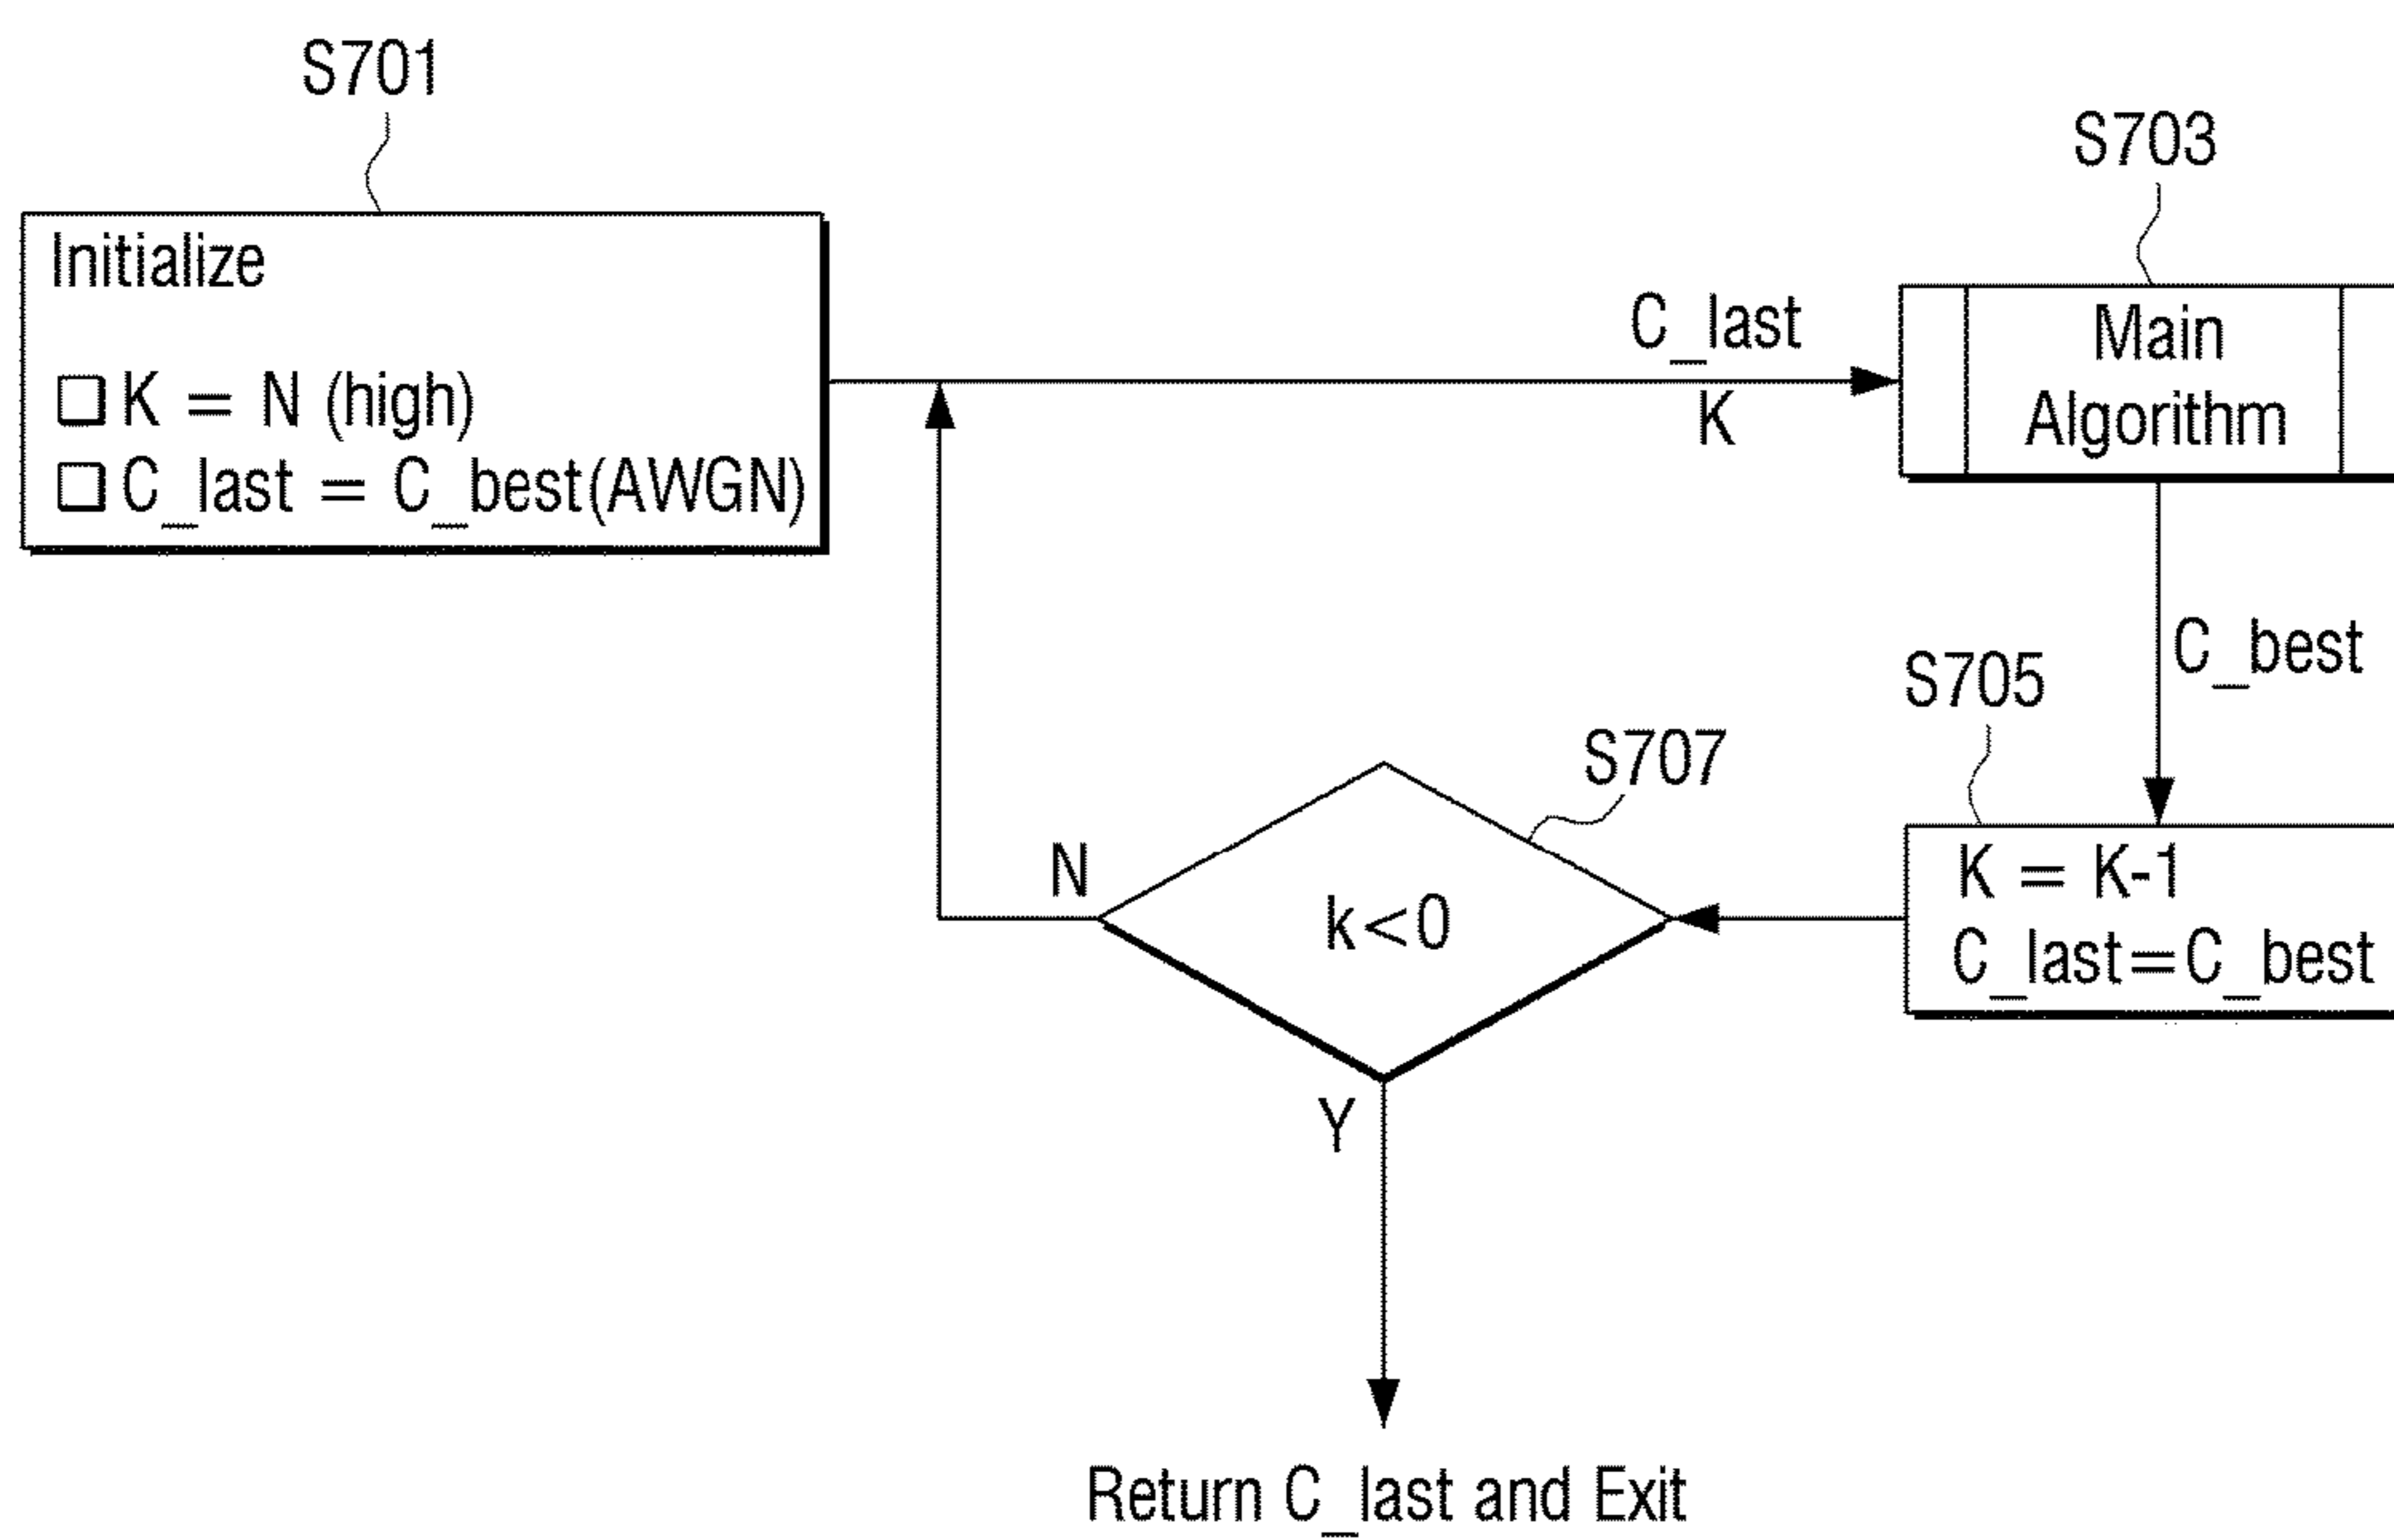 S701
Initialize
K = N (high)
C_last = C_best(AWGN)
C_last
K
S703
Main
Algorithm
C_best
S705
K = K-1
C_last=C_best
S707
k<0
N
Y
Return C_last and Exit